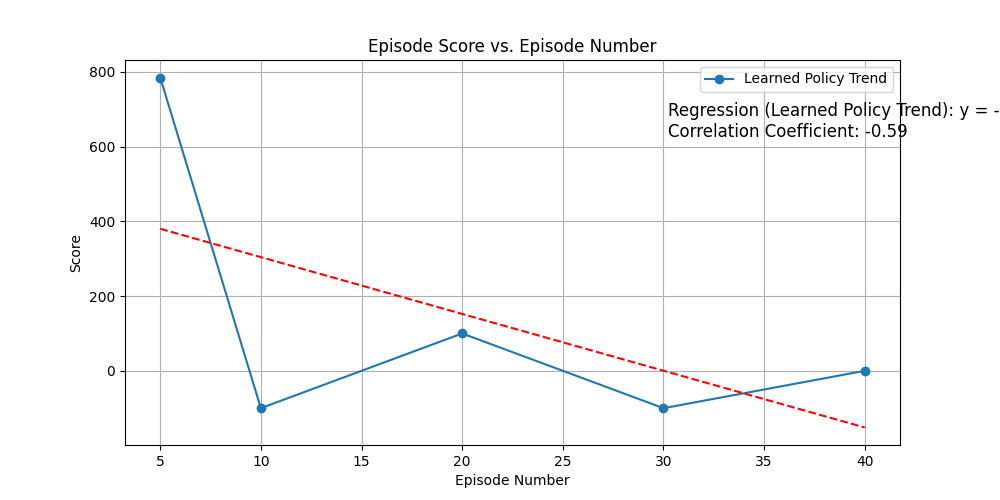 Episode Score vs. Episode Number
Learned Policy Trend
Regression (Learned Policy Trend): y = -
Correlation Coefficient: -0.59
Score
800
600
400
200
0
5 10 15 20 25 30 35 40
Episode Number